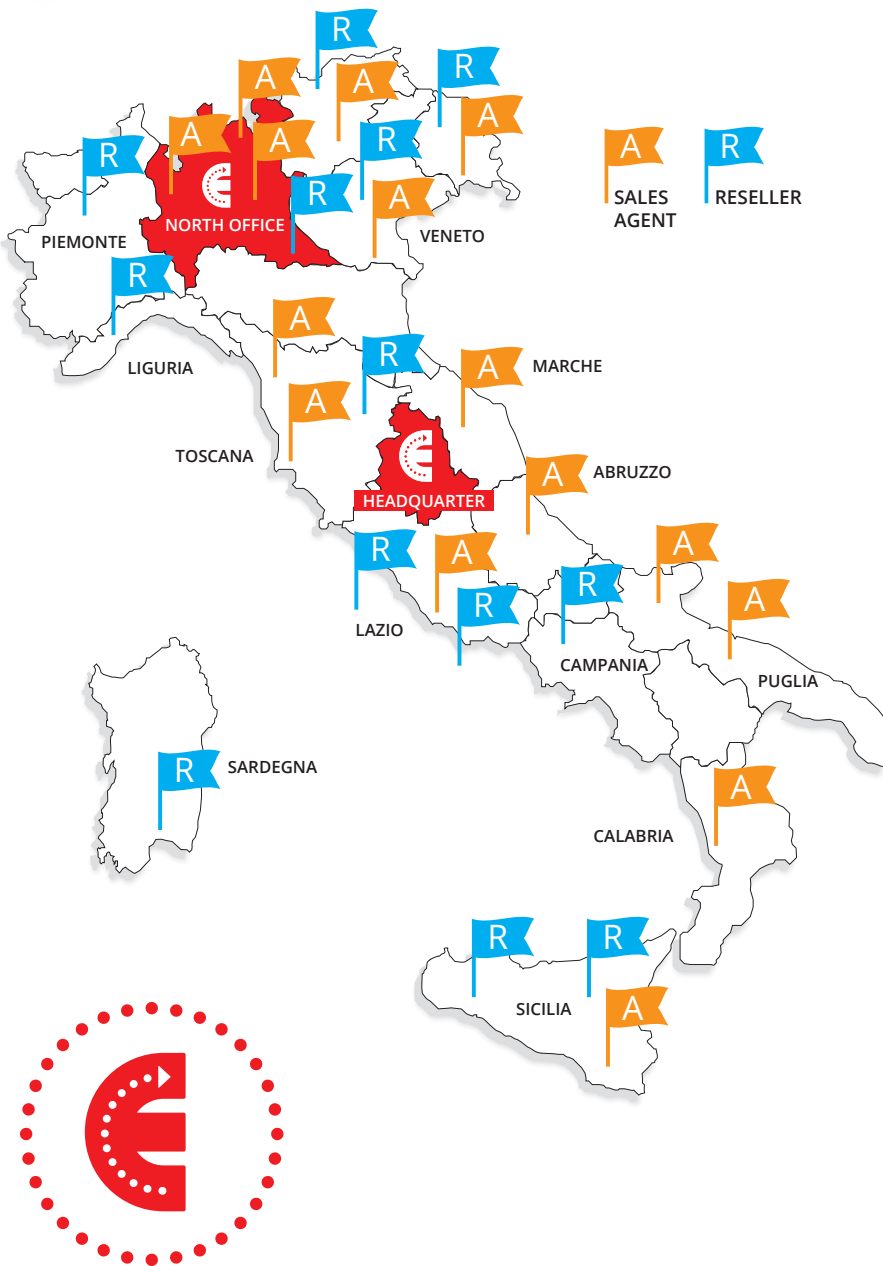 R
A
A
R
A
A
A
R
R
A
R
A
R
SALES
AGENT
RESELLER
NORTH OFFICE
PIEMONTE
VENETO
R
A
R
A
MARCHE
LIGURIA
A
TOSCANA
A
ABRUZZO
HEADQUARTER
R
A
A
R
R
A
LAZIO
CAMPANIA
PUGLIA
R
SARDEGNA
A
CALABRIA
R
R
A
SICILIA